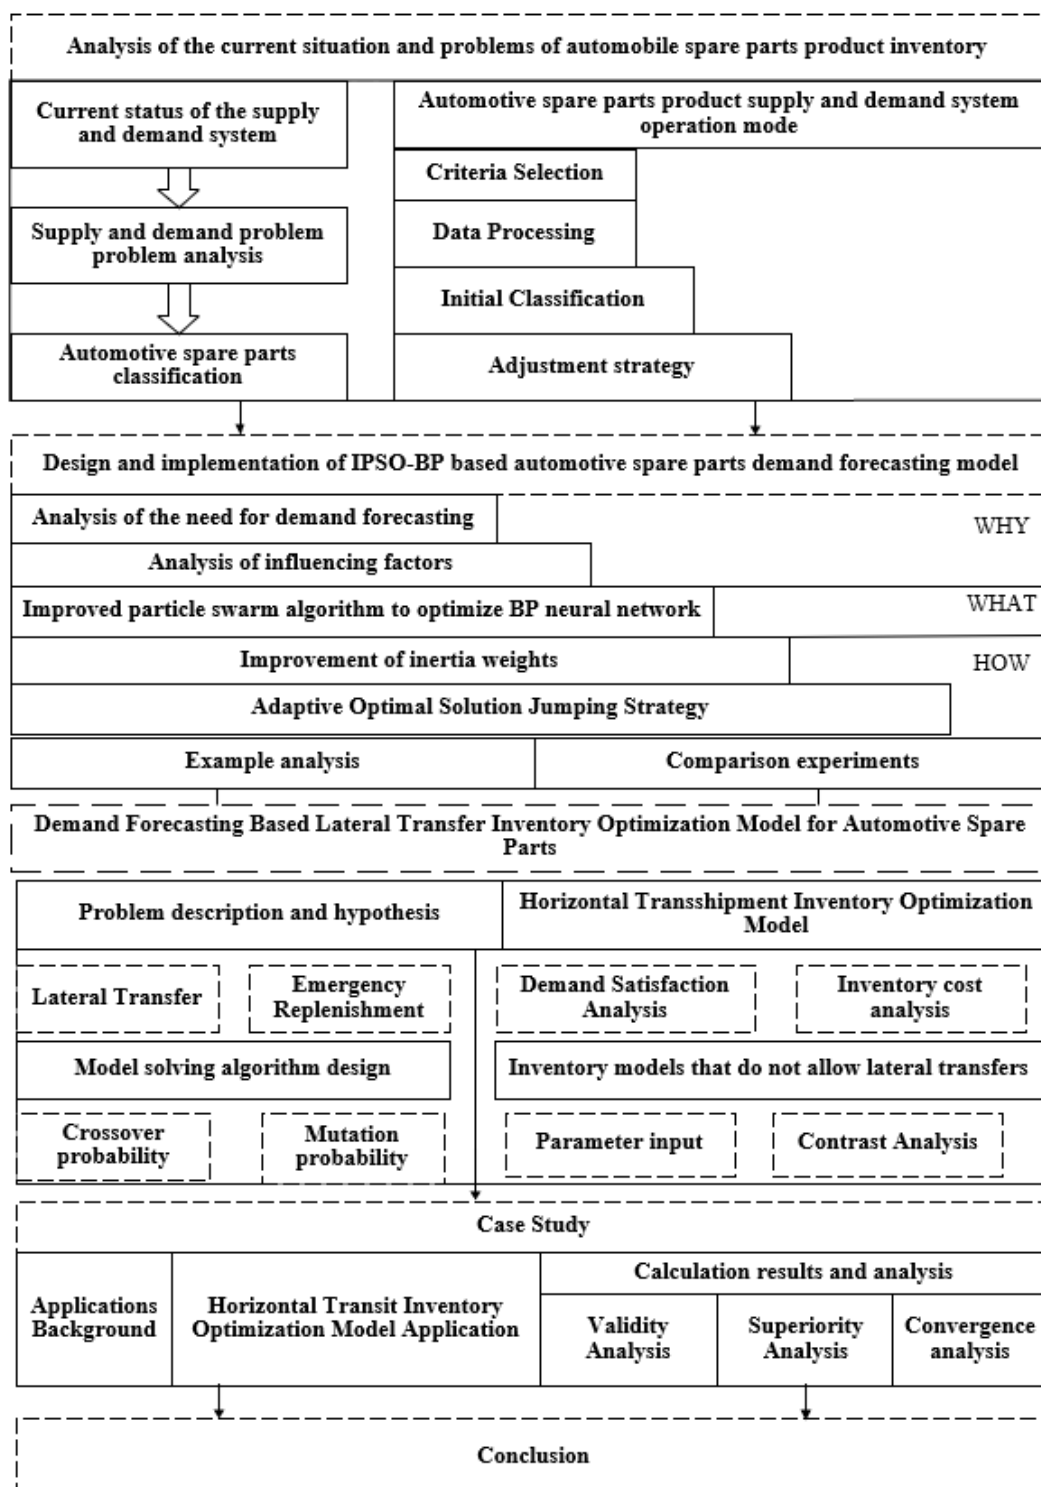 Analysis of the current situation and problems of automobile spare parts product inventory
Current status of the supply
and demand system
Supply and demand problem
problem analysis
Automotive spare parts
classification
Automotive spare parts product supply and demand system
operation mode
Criteria Selection
Data Processing
Initial Classification
Adjustment strategy
Design and implementation of IPSO-BP based automotive spare parts demand forecasting model
Analysis of the need for demand forecasting
WHY
Analysis of influencing factors
Improved particle swarm algorithm to optimize BP neural network
WHAT
Improvement of inertia weights
HOW
Adaptive Optimal Solution Jumping Strategy
Example analysis
Comparison experiments
Demand Forecasting Based Lateral Transfer Inventory Optimization Model for Automotive Spare
Parts
Problem description and hypothesis
Horizontal Transshipment Inventory Optimization
Model
Lateral Transfer
Emergency
Replenishment
Demand Satisfaction
Analysis
Inventory cost
analysis
Model solving algorithm design
Inventory models that do not allow lateral transfers
Crossover
probability
Mutation
probability
Parameter input
Contrast Analysis
Case Study
Applications
Background
Horizontal Transit Inventory
Optimization Model Application
Calculation results and analysis
Validity
Analysis
Superiority
Analysis
Convergence
analysis
Conclusion